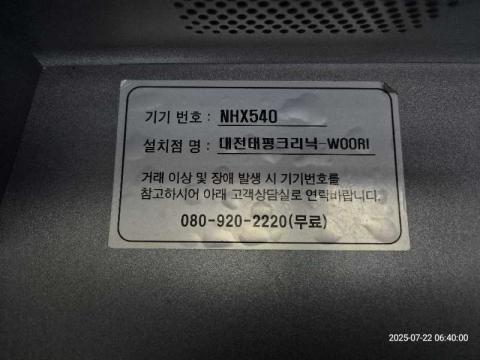 기기 번호 : NHX540
설치점 명 : 대전태평크리닉-WOORI
거래 이상 및 장애 발생 시 기기번호를
참고하시어 아래 고객상담실로 연락바랍니다.
080-920-2220(무료)
2025-07-22 06:40:00